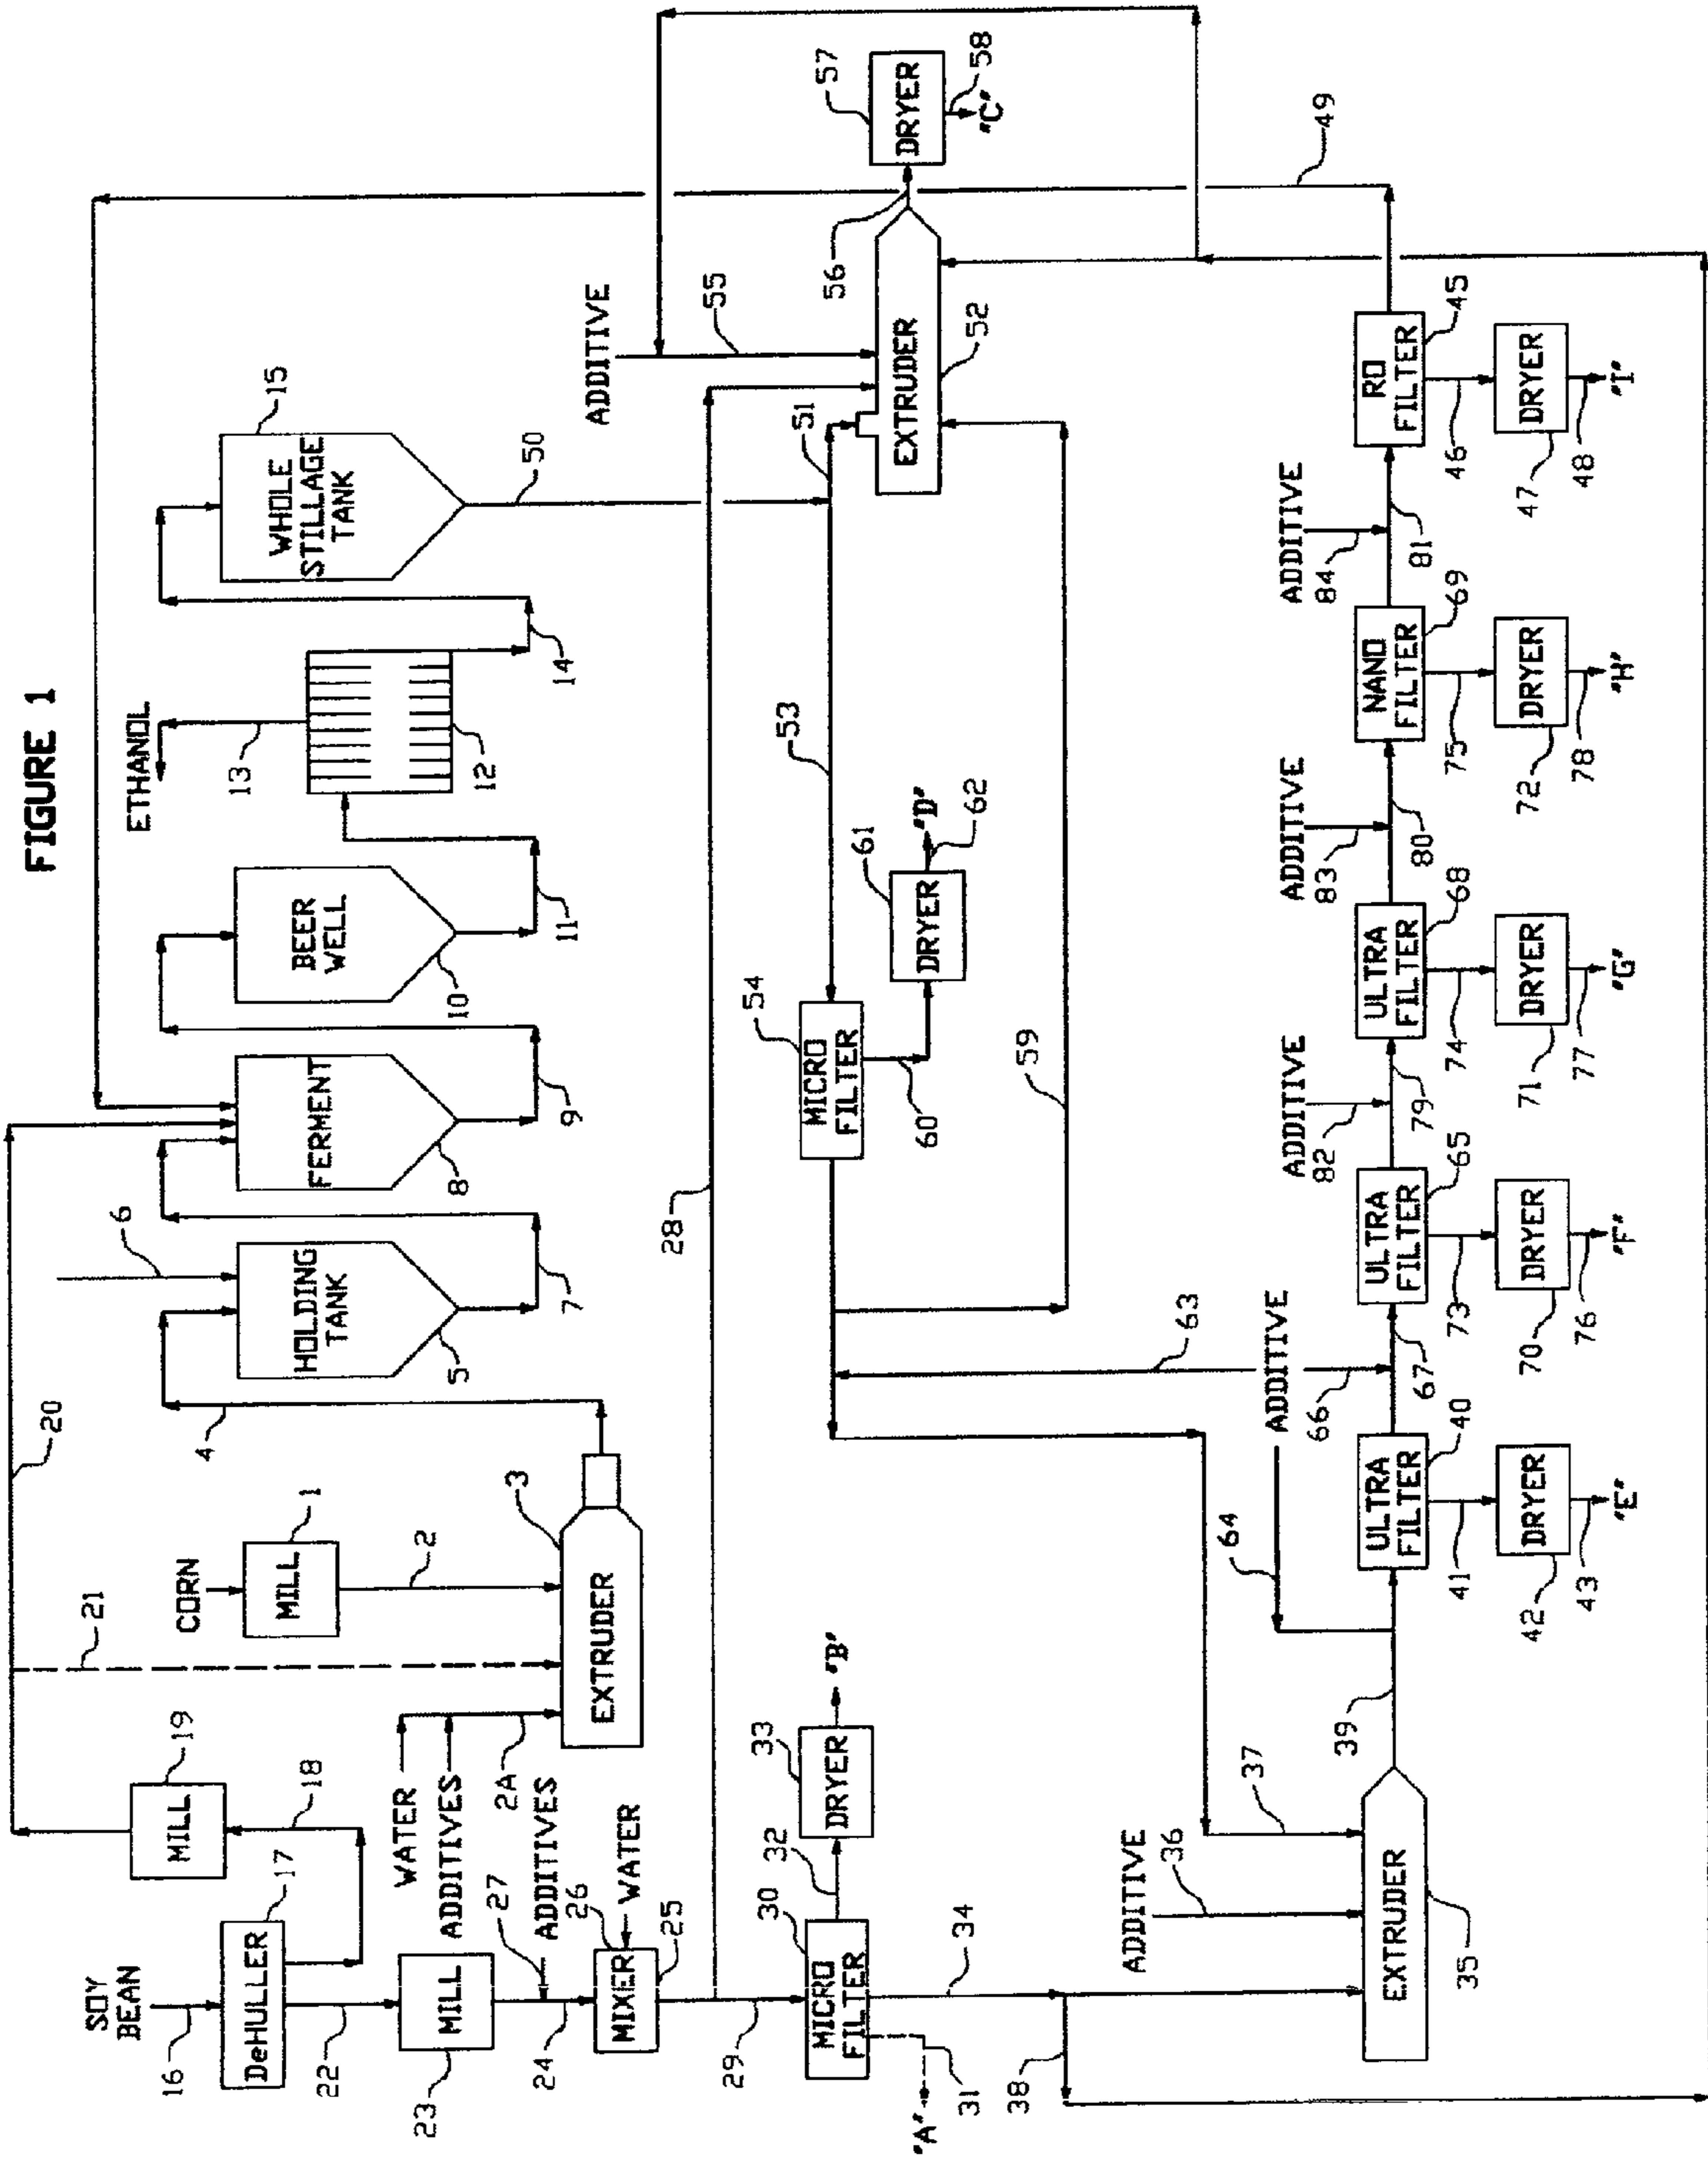 FIGURE 1
20
21
6
SOY
BEAN
16
DeHULLER
17
18
MILL
19
22
CORN
MILL
1
2
WATER
ADDITIVES
2A
EXTRUDER
3
4
HOLDING
TANK
5
7
FERMENT
8
9
BEER
WELL
10
11
ETHANOL
13
12
14
WHOLE
STILLAGE
TANK
15
50
MILL
23
24
27
ADDITIVES
26
WATER
MIXER
25
28
29
MICRO
FILTER
30
31
"A"
32
DRYER
33
"B"
34
38
ADDITIVE
36
37
EXTRUDER
35
39
64
ADDITIVE
MICRO
FILTER
54
53
60
DRYER
61
62
"D"
59
63
66
67
51
ADDITIVE
55
EXTRUDER
52
56
DRYER
57
58
"C"
49
ULTRA
FILTER
40
41
DRYER
42
43
"E"
ULTRA
FILTER
65
73
DRYER
70
76
"F"
ADDITIVE
82
79
ULTRA
FILTER
68
74
DRYER
71
77
"G"
ADDITIVE
83
80
NANO
FILTER
69
75
DRYER
72
78
"H"
ADDITIVE
84
81
RO
FILTER
45
46
DRYER
47
48
"I"